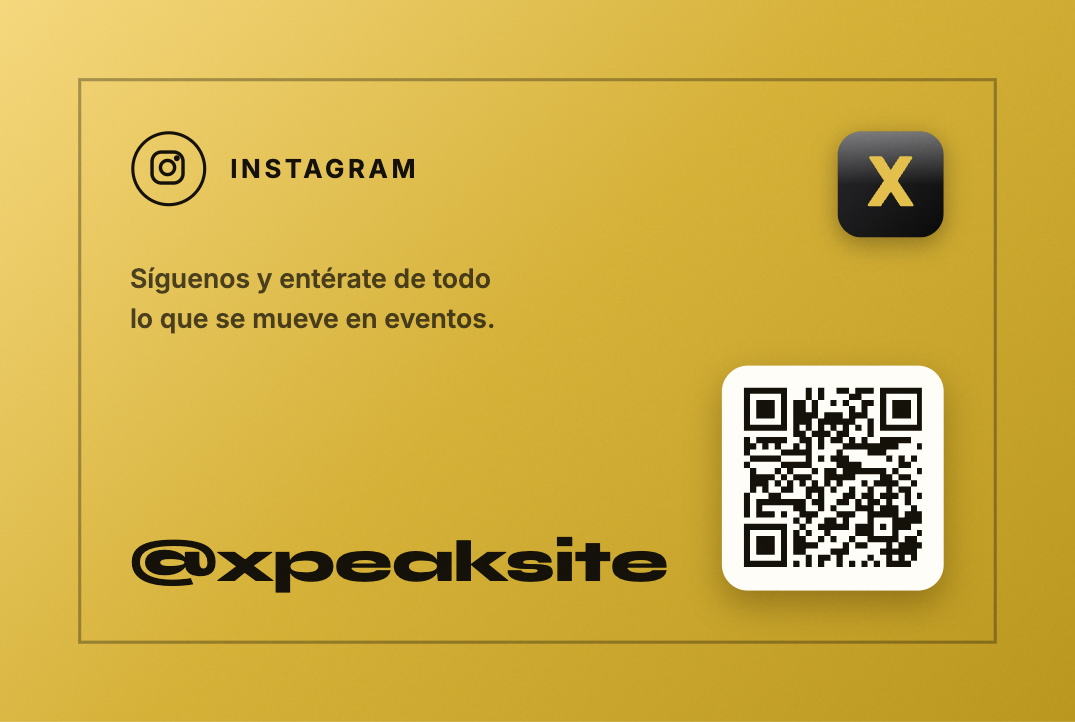 INSTAGRAM
X
Síguenos y entérate de todo
lo que se mueve en eventos.
@xpeaksite